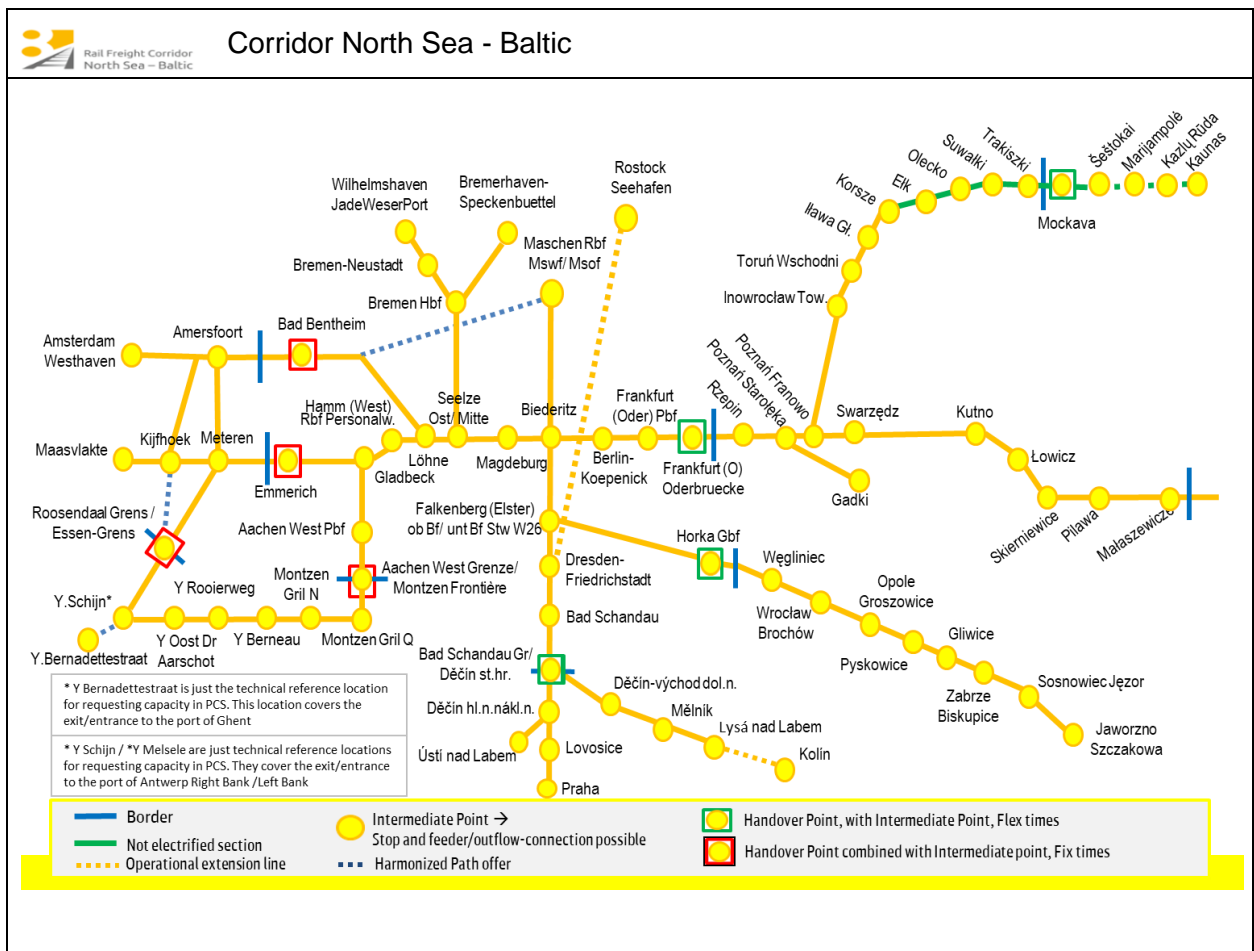 Rail Freight Corridor
North Sea – Baltic
Corridor North Sea - Baltic
Trakiszki
Suwałki
Olecko
Ełk
Korsze
Iława Gł.
Toruń Wschodni
Inowrocław Tow.
Šeštokai
Marijampolé
Kazlų Rūda
Kaunas
Mockava
Rostock
Seehafen
Wilhelmshaven
JadeWeserPort
Bremerhaven-
Speckenbuettel
Maschen Rbf
Mswf/ Msof
Bremen-Neustadt
Bremen Hbf
Amsterdam
Westhaven
Amersfoort
Bad Bentheim
Hamm (West)
Rbf Personalw.
Seelze
Ost/ Mitte
Biederitz
Frankfurt
(Oder) Pbf
Rzepin
Poznań Starołęka
Poznań Franowo
Swarzędz
Kutno
Maasvlakte
Kijfhoek
Meteren
Emmerich
Gladbeck
Löhne
Magdeburg
Berlin-
Koepenick
Frankfurt (O)
Oderbruecke
Gadki
Łowicz
Skierniewice
Pilawa
Małaszewicze
Roosendaal Grens /
Essen-Grens
Aachen West Pbf
Falkenberg (Elster)
ob Bf/ unt Bf Stw W26
Horka Gbf
Węgliniec
Montzen
Gril N
Aachen West Grenze/
Montzen Frontière
Dresden-
Friedrichstadt
Y.Schijn*
Y Rooierweg
Wrocław
Brochów
Opole
Groszowice
Bad Schandau
Y.Bernadettestraat
Y Oost Dr
Aarschot
Y Berneau
Montzen Gril Q
Pyskowice
Gliwice
Zabrze
Biskupice
Sosnowiec Jęzor
Jaworzno
Szczakowa
Bad Schandau Gr/
Děčín st.hr.
Děčín-východ dol.n.
Mělník
Lysá nad Labem
Kolín
Děčín hl.n.nákl.n.
Ústí nad Labem
Lovosice
Praha
* Y Bernadettestraat is just the technical reference location
for requesting capacity in PCS. This location covers the
exit/entrance to the port of Ghent
* Y Schijn / *Y Melsele are just technical reference locations
for requesting capacity in PCS. They cover the exit/entrance
to the port of Antwerp Right Bank /Left Bank
Border
Not electrified section
Operational extension line
Intermediate Point →
Stop and feeder/outflow-connection possible
Harmonized Path offer
Handover Point, with Intermediate Point, Flex times
Handover Point combined with Intermediate point, Fix times